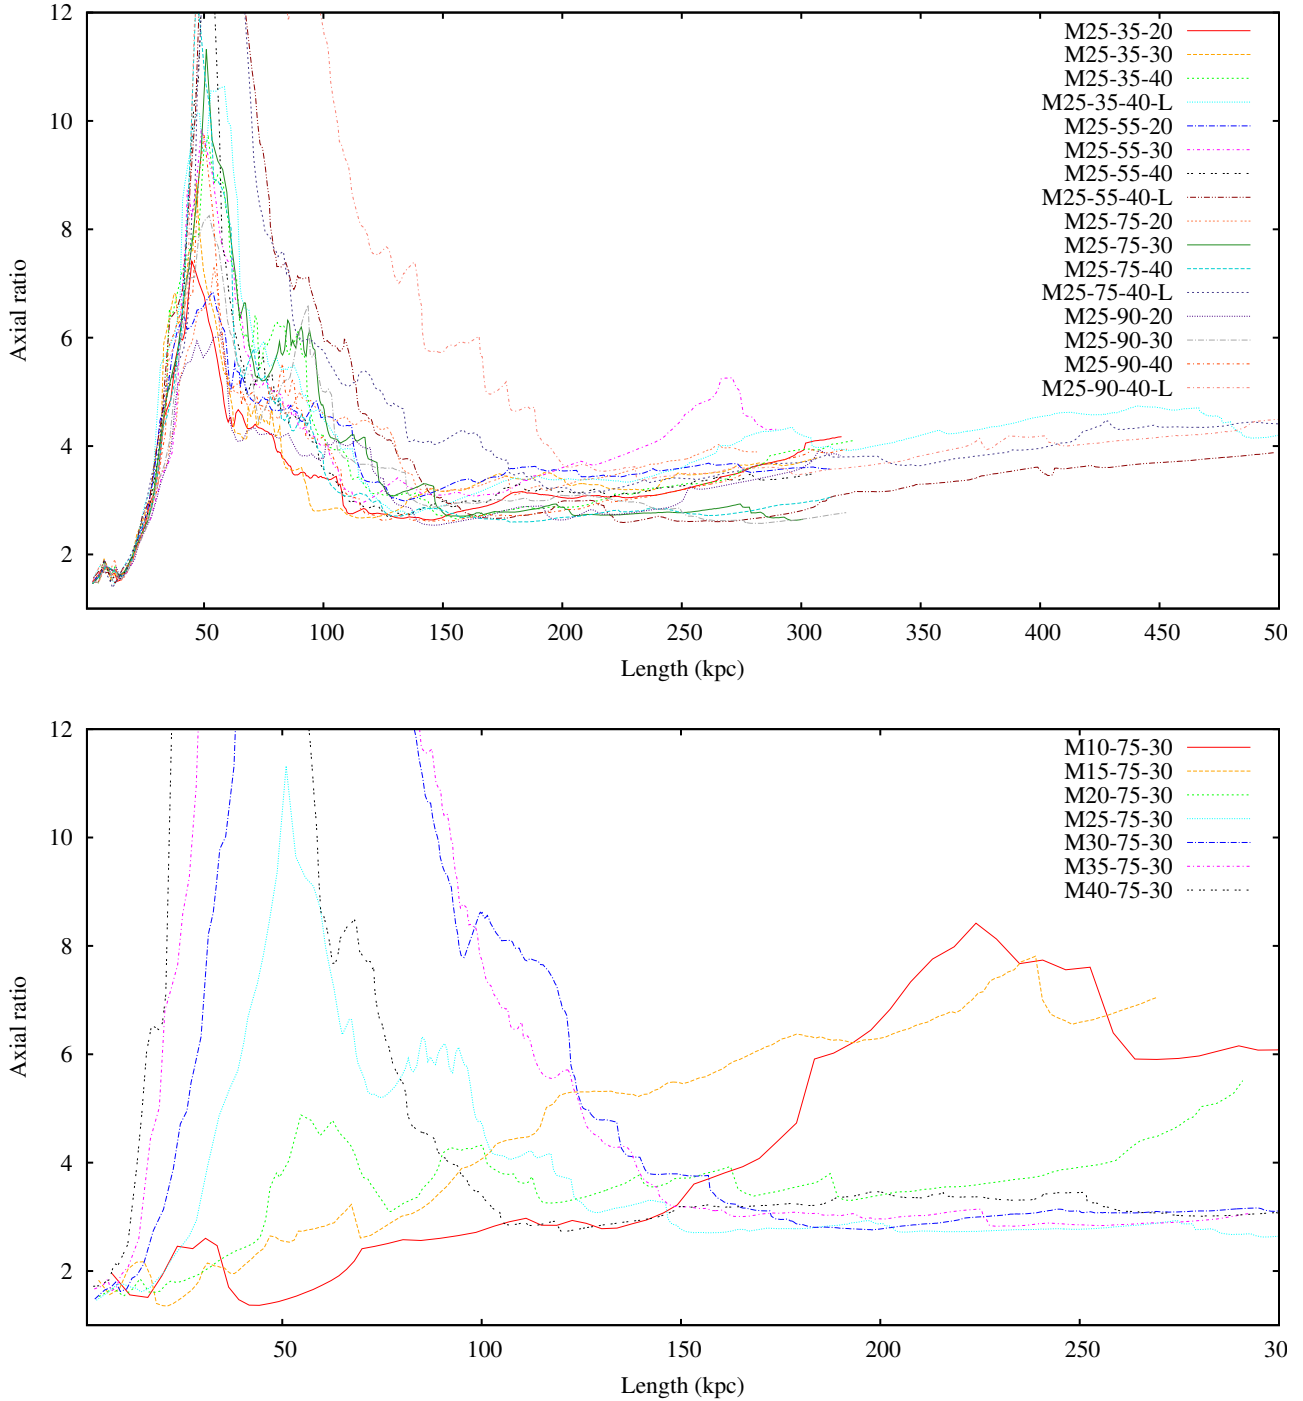 12
10
8
6
4
2
Axial ratio
M25-35-20
M25-35-30
M25-35-40
M25-35-40-L
M25-55-20
M25-55-30
M25-55-40
M25-55-40-L
M25-75-20
M25-75-30
M25-75-40
M25-75-40-L
M25-90-20
M25-90-30
M25-90-40
M25-90-40-L
50 100 150 200 250 300 350 400 450 50
Length (kpc)
12
10
8
6
4
2
Axial ratio
M10-75-30
M15-75-30
M20-75-30
M25-75-30
M30-75-30
M35-75-30
M40-75-30
50 100 150 200 250 30
Length (kpc)